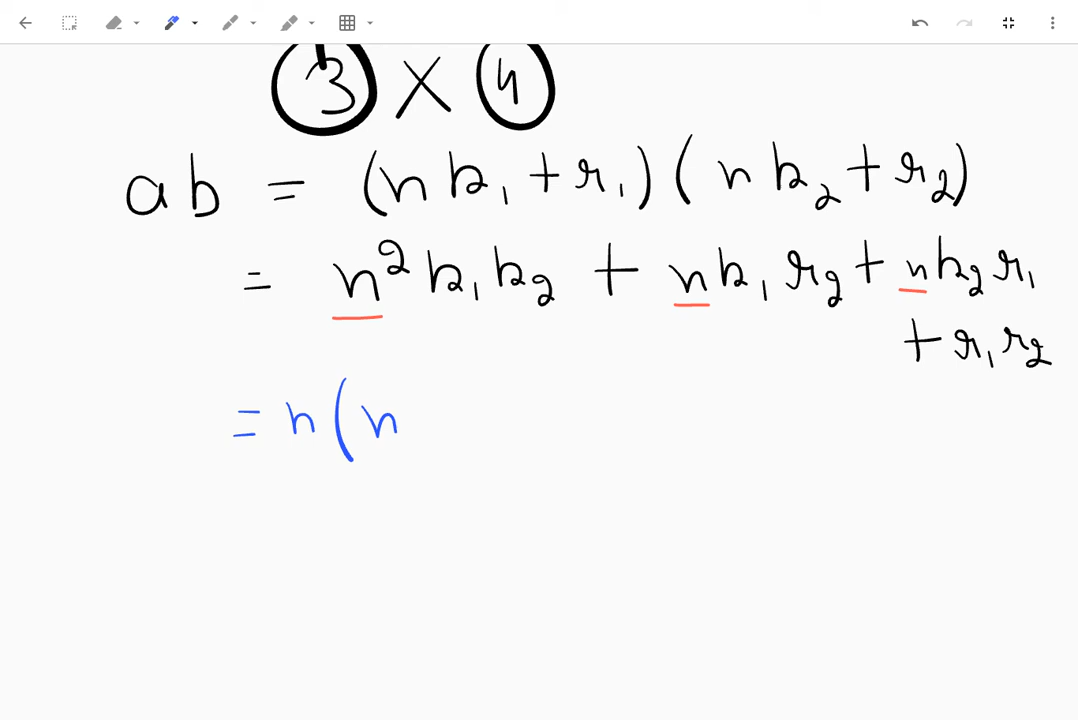 ③ × ④
ab = (nk₁ + r₁)(nk₂ + r₂)
= n²k₁k₂ + nk₁r₂ + nk₂r₁
+ r₁r₂
= n(n